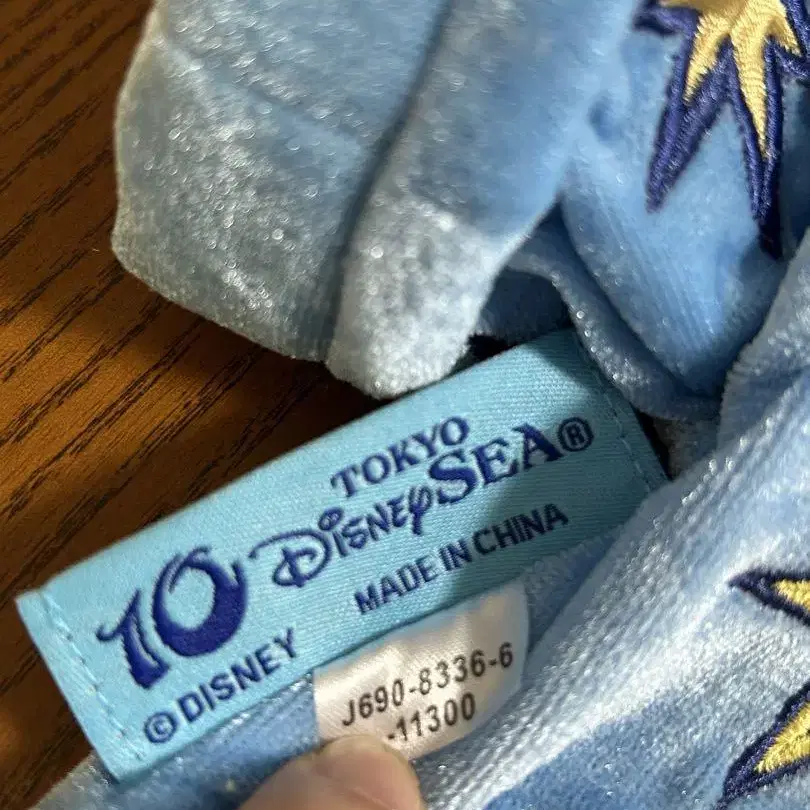 TOKYO
10 DISNEYSEA®
MADE IN CHINA
©DISNEY
J690-8336-6
-11300